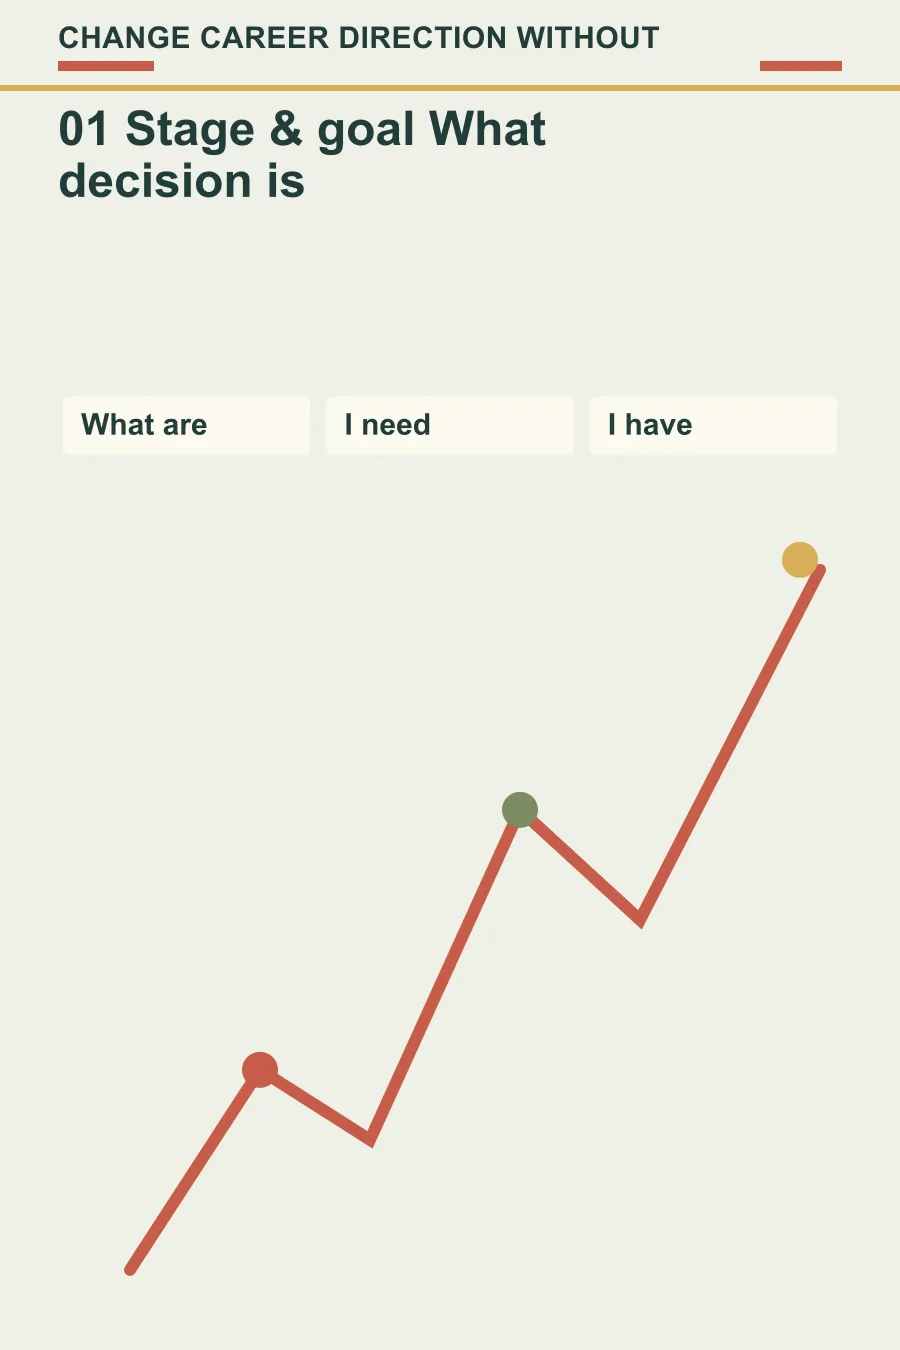 CHANGE CAREER DIRECTION WITHOUT
01 Stage & goal What
decision is
What are
I need
I have